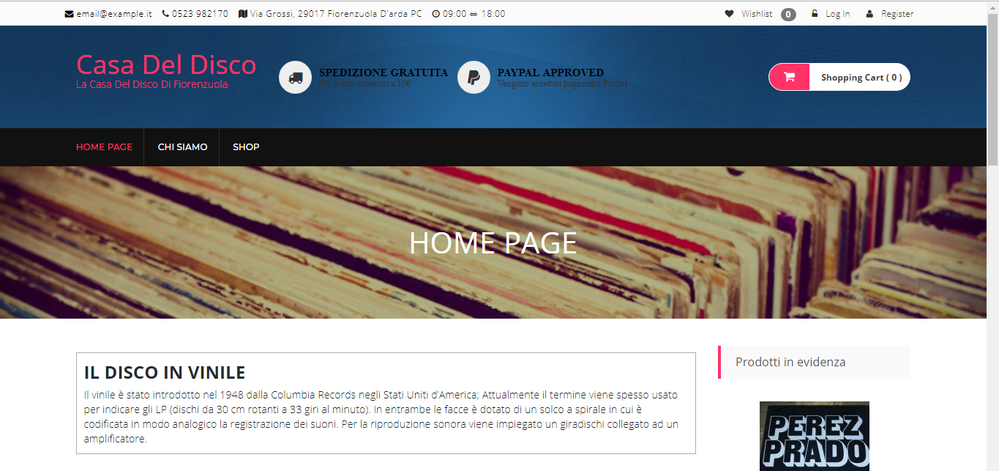 email@example.it 0523 982170 Via Grossi, 29017 Fiorenzuola D'arda PC 09:00 ⇔ 18:00 Wishlist 0 Log In Register
Casa Del Disco
La Casa Del Disco Di Fiorenzuola
SPEDIZIONE GRATUITA
Per ordini superiori a 10€
PAYPAL APPROVED
Vengono accettati pagamenti Paypal
Shopping Cart ( 0 )
HOME PAGE CHI SIAMO SHOP
HOME PAGE
IL DISCO IN VINILE
Il vinile è stato introdotto nel 1948 dalla Columbia Records negli Stati Uniti d’America; Attualmente il termine viene spesso usato
per indicare gli LP (dischi da 30 cm rotanti a 33 giri al minuto). In entrambe le facce è dotato di un solco a spirale in cui è
codificata in modo analogico la registrazione dei suoni. Per la riproduzione sonora viene impiegato un giradischi collegato ad un
amplificatore.
Prodotti in evidenza
PEREZ
PRADO